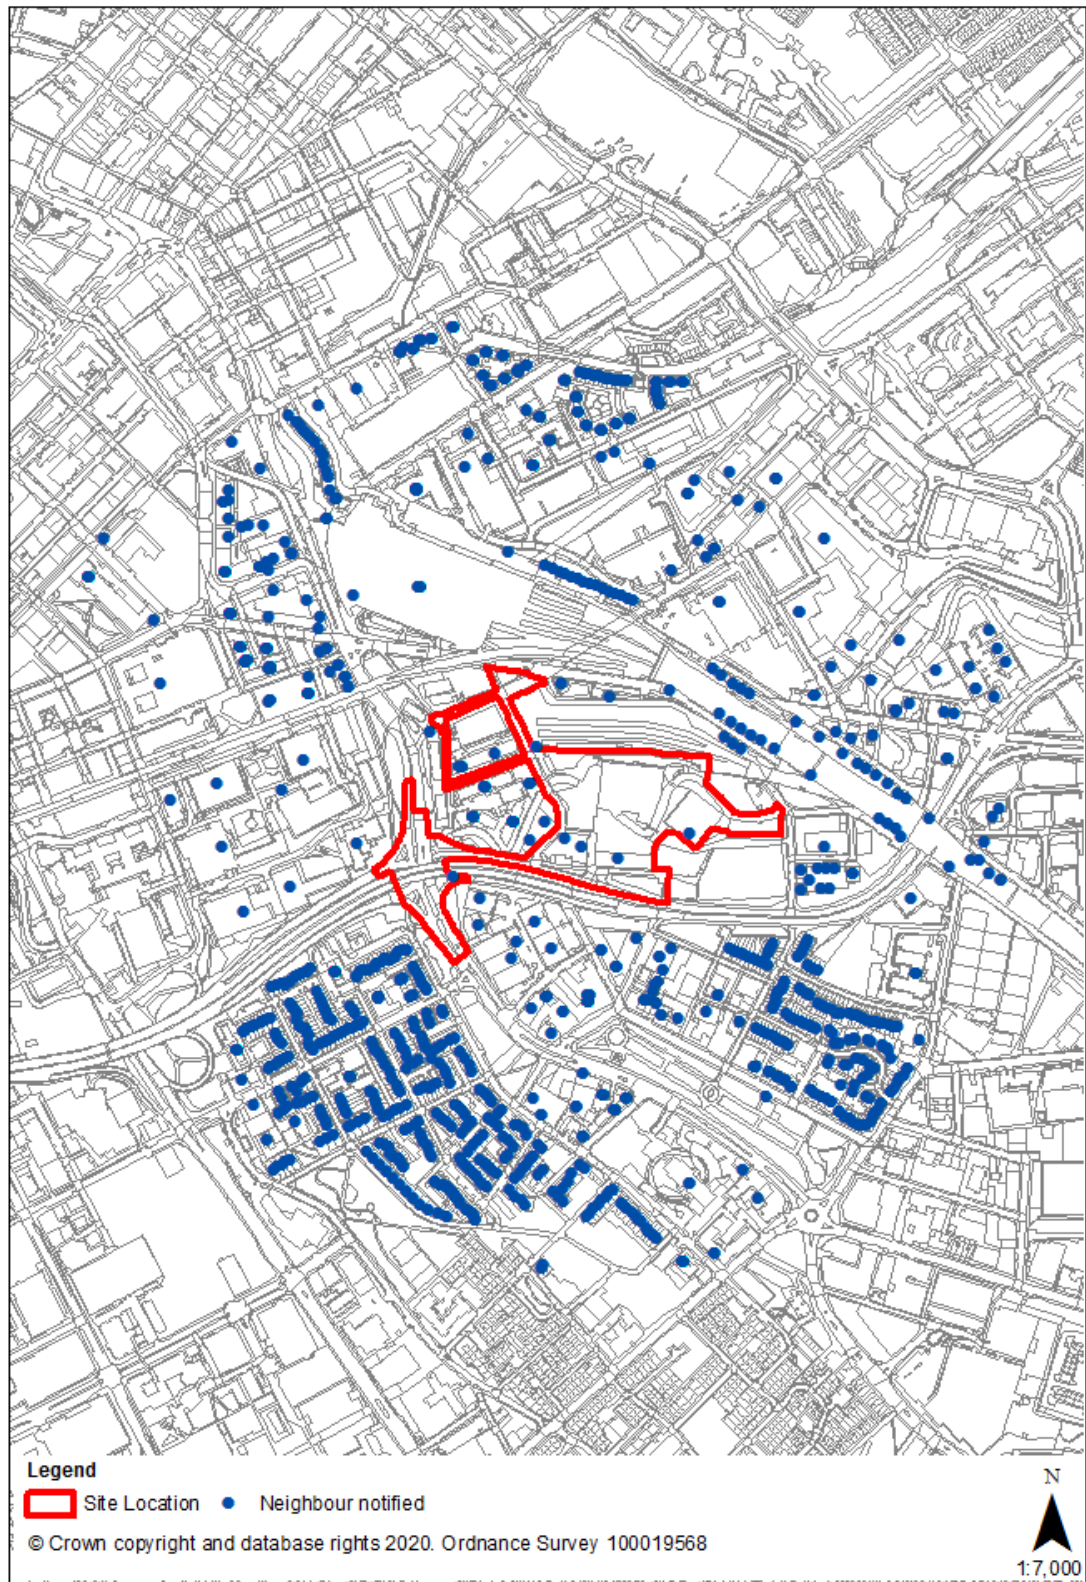 Legend
Site Location
Neighbour notified
© Crown copyright and database rights 2020. Ordnance Survey 100019568
N
1:7,000